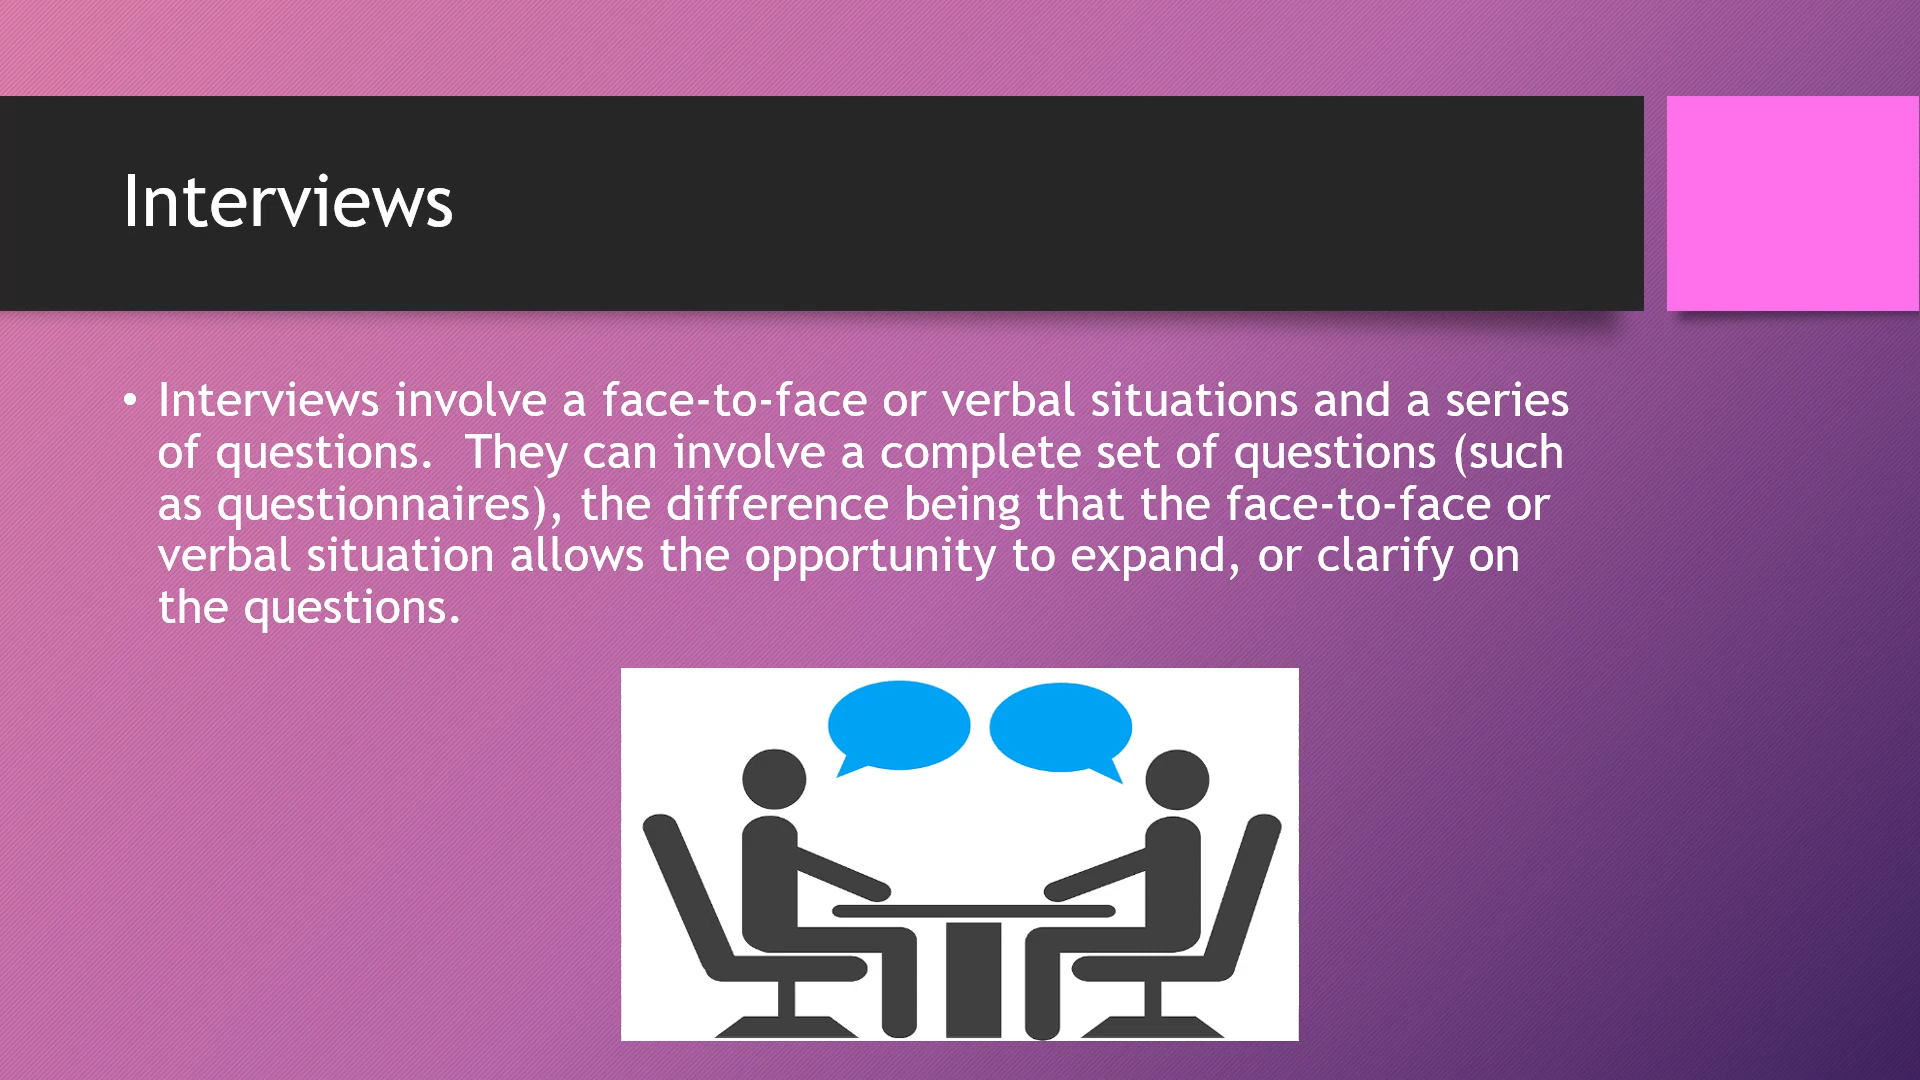 Interviews
• Interviews involve a face-to-face or verbal situations and a series
of questions.  They can involve a complete set of questions (such
as questionnaires), the difference being that the face-to-face or
verbal situation allows the opportunity to expand, or clarify on
the questions.